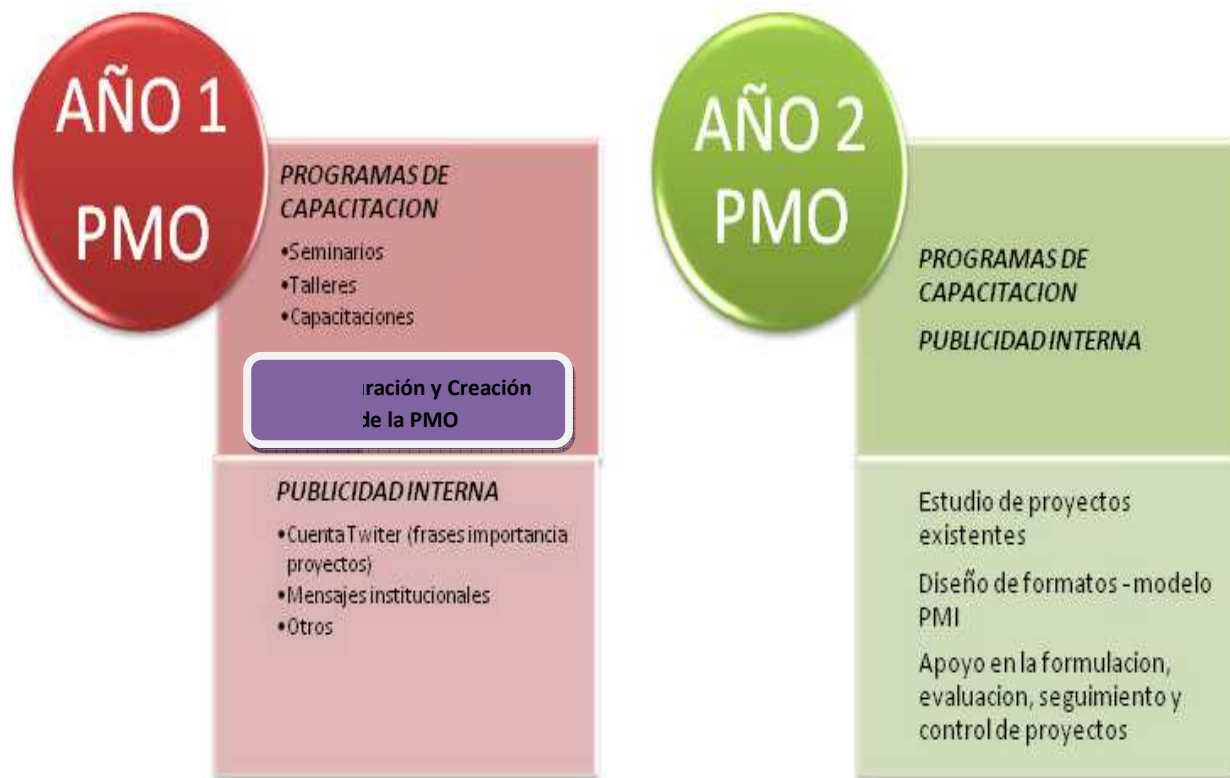 AÑO 1
PMO
PROGRAMAS DE
CAPACITACION
•Seminarios
•Talleres
•Capacitaciones
y Creación
de la PMO
PUBLICIDAD INTERNA
•Cuenta Twiter (frases importancia
proyectos)
•Mensajes institucionales
•Otros
AÑO 2
PMO
PROGRAMAS DE
CAPACITACION
PUBLICIDAD INTERNA
Estudio de proyectos
existentes
Diseño de formatos - modelo
PMI
Apoyo en la formulacion,
evaluacion, seguimiento y
control de proyectos